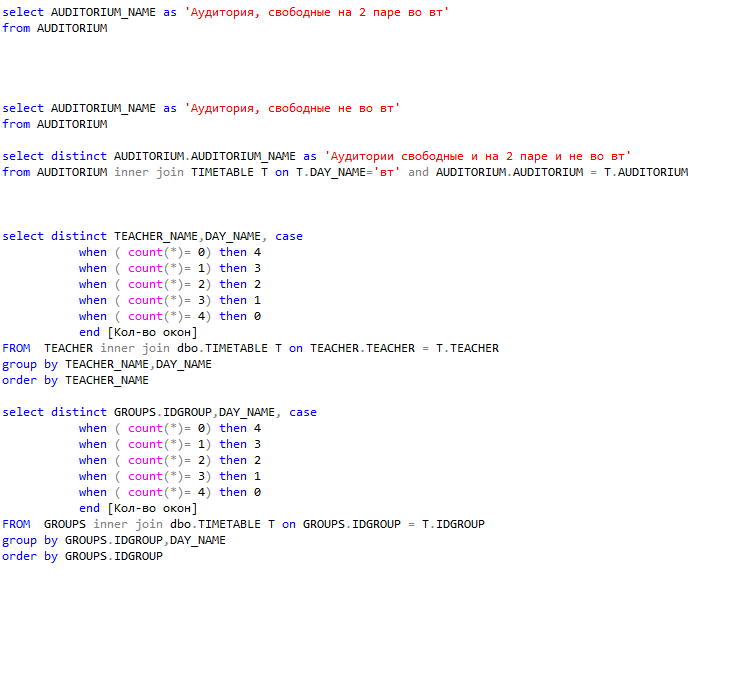 select AUDITORIUM_NAME as 'Аудитория, свободные на 2 паре во вт'
from AUDITORIUM
select AUDITORIUM_NAME as 'Аудитория, свободные не во вт'
from AUDITORIUM
select distinct AUDITORIUM.AUDITORIUM_NAME as 'Аудитории свободные и на 2 паре и не во вт'
from AUDITORIUM inner join TIMETABLE T on T.DAY_NAME='вт' and AUDITORIUM.AUDITORIUM = T.AUDITORIUM
select distinct TEACHER_NAME,DAY_NAME, case
when ( count(*)= 0) then 4
when ( count(*)= 1) then 3
when ( count(*)= 2) then 2
when ( count(*)= 3) then 1
when ( count(*)= 4) then 0
end [Кол-во окон]
FROM  TEACHER inner join dbo.TIMETABLE T on TEACHER.TEACHER = T.TEACHER
group by TEACHER_NAME,DAY_NAME
order by TEACHER_NAME
select distinct GROUPS.IDGROUP,DAY_NAME, case
when ( count(*)= 0) then 4
when ( count(*)= 1) then 3
when ( count(*)= 2) then 2
when ( count(*)= 3) then 1
when ( count(*)= 4) then 0
end [Кол-во окон]
FROM  GROUPS inner join dbo.TIMETABLE T on GROUPS.IDGROUP = T.IDGROUP
group by GROUPS.IDGROUP,DAY_NAME
order by GROUPS.IDGROUP